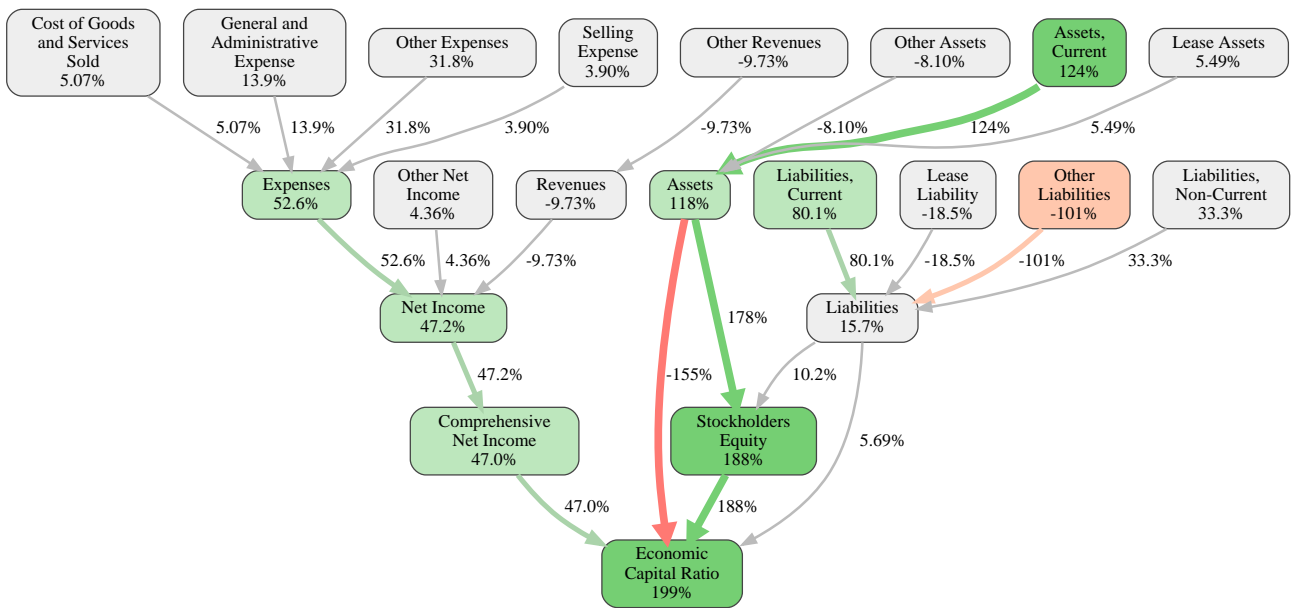 Cost of Goods
and Services
Sold
5.07%
General and
Administrative
Expense
13.9%
Other Expenses
31.8%
Selling
Expense
3.90%
Other Revenues
-9.73%
Other Assets
-8.10%
Assets,
Current
124%
Lease Assets
5.49%
5.07%
13.9%
31.8%
3.90%
-9.73%
-8.10%
124%
5.49%
Expenses
52.6%
Other Net
Income
4.36%
Revenues
-9.73%
Assets
118%
Liabilities,
Current
80.1%
Lease
Liability
-18.5%
Other
Liabilities
-101%
Liabilities,
Non-Current
33.3%
52.6%
4.36%
-9.73%
80.1%
-18.5%
-101%
33.3%
Net Income
47.2%
178%
Liabilities
15.7%
47.2%
-155%
10.2%
Comprehensive
Net Income
47.0%
Stockholders
Equity
188%
5.69%
47.0%
188%
Economic
Capital Ratio
199%